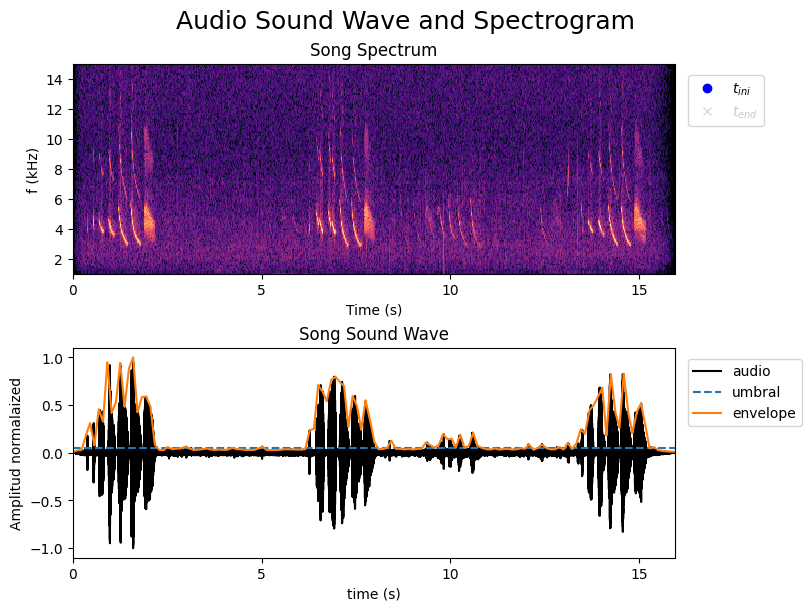 Audio Sound Wave and Spectrogram
Song Spectrum
14
12
10
8
6
4
2
f (kHz)
0 5 10 15
Time (s)
t_ini
t_end
Song Sound Wave
1.0
0.5
0.0
−0.5
−1.0
Amplitud normalaized
0 5 10 15
time (s)
audio
umbral
envelope